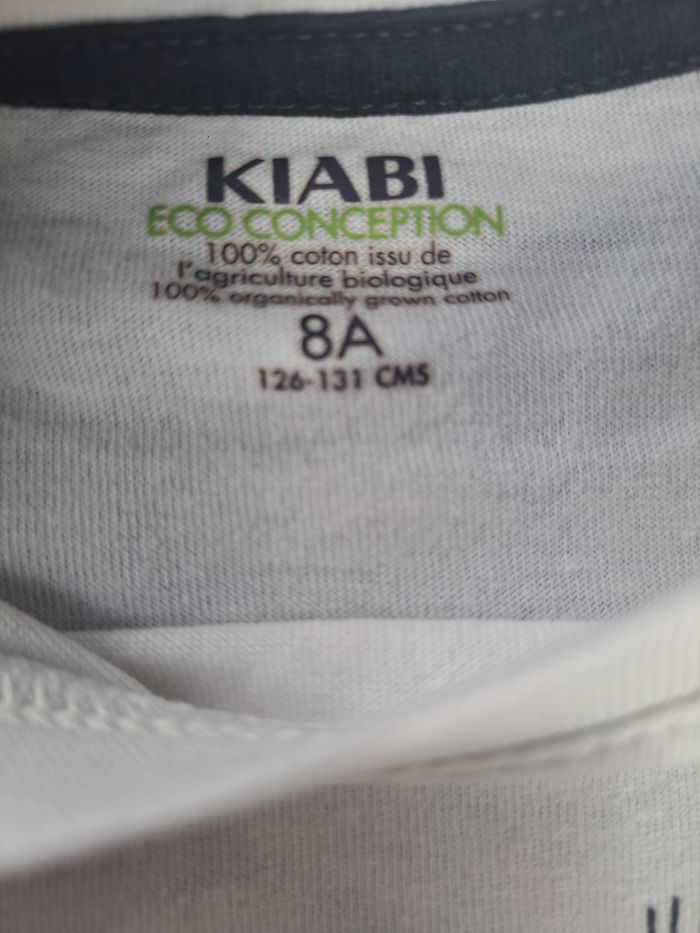 KIABI
ECO CONCEPTION
100% coton issu de
l'agriculture biologique
100% organically grown cotton
8A
126-131 CMS